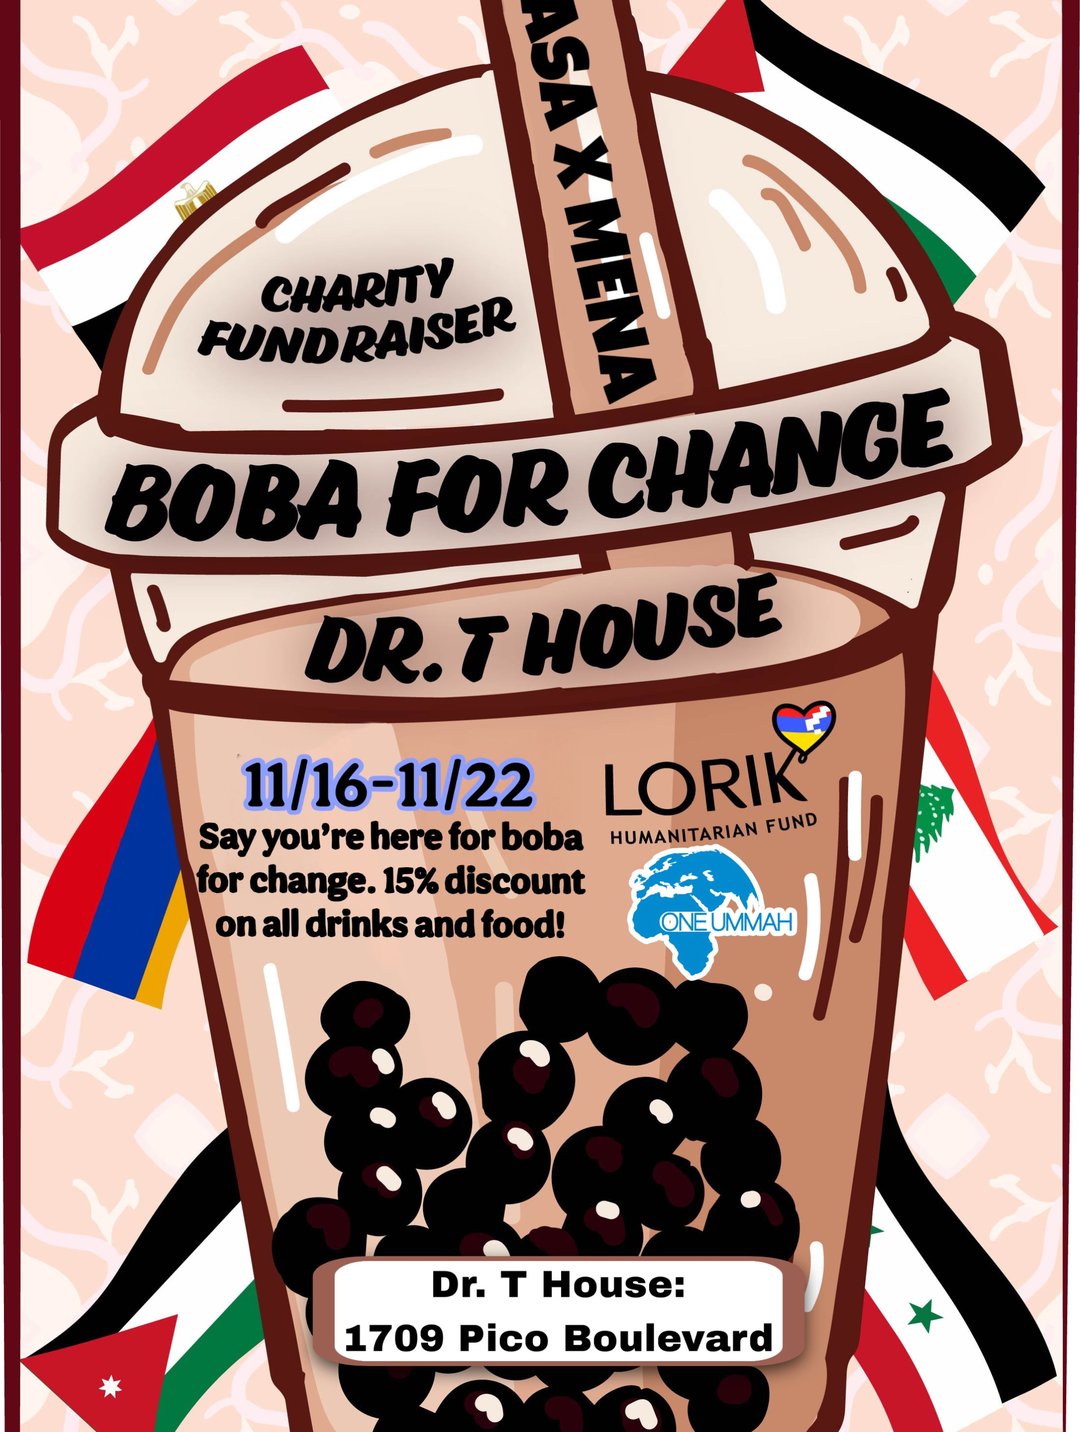 ASA X MENA
CHARITY
FUNDRAISER
BOBA FOR CHANGE
DR. T HOUSE
11/16-11/22
Say you're here for boba
for change. 15% discount
on all drinks and food!
LORIK
HUMANITARIAN FUND
ONE UMMAH
Dr. T House:
1709 Pico Boulevard